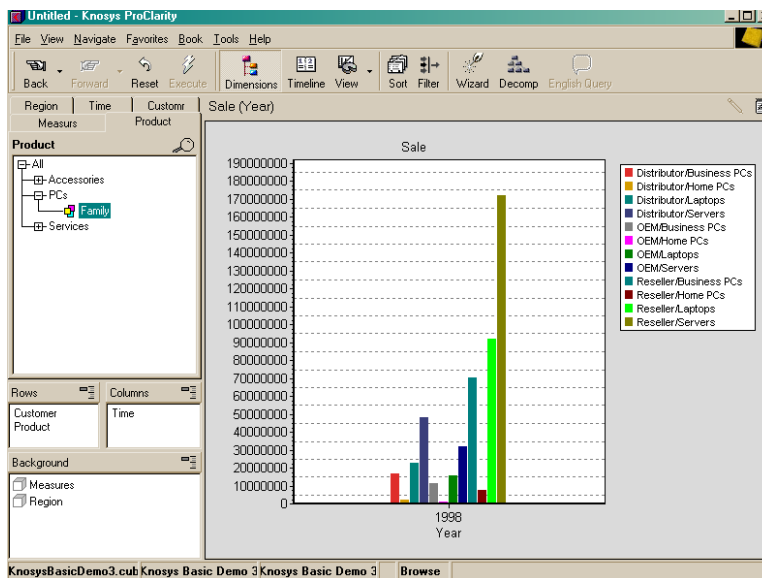 Untitled - Knosys ProClarity
File View Navigate Favorites Book Tools Help
Back Forward Reset Execute Dimensions Timeline View Sort Filter Wizard Decomp English Query
Region Time Customr
Measurs Product
Sale (Year)
Product
All
Accessories
PCs
Family
Services
Rows Columns
Customer Time
Product
Background
Measures
Region
Sale
190000000
180000000
170000000
160000000
150000000
140000000
130000000
120000000
110000000
100000000
90000000
80000000
70000000
60000000
50000000
40000000
30000000
20000000
10000000
0
1998
Year
Distributor/Business PCs
Distributor/Home PCs
Distributor/Laptops
Distributor/Servers
OEM/Business PCs
OEM/Home PCs
OEM/Laptops
OEM/Servers
Reseller/Business PCs
Reseller/Home PCs
Reseller/Laptops
Reseller/Servers
KnosysBasicDemo3.cub Knosys Basic Demo 3 Knosys Basic Demo 3 Browse